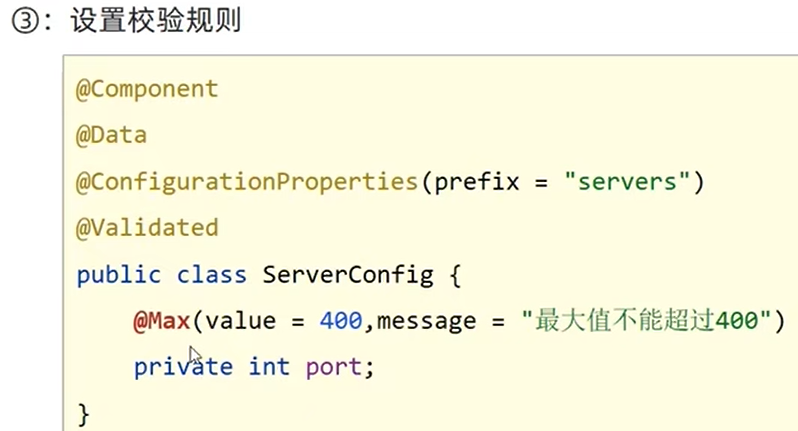 ③：设置校验规则
@Component
@Data
@ConfigurationProperties(prefix = "servers")
@Validated
public class ServerConfig {
@Max(value = 400,message = "最大值不能超过400")
private int port;
}